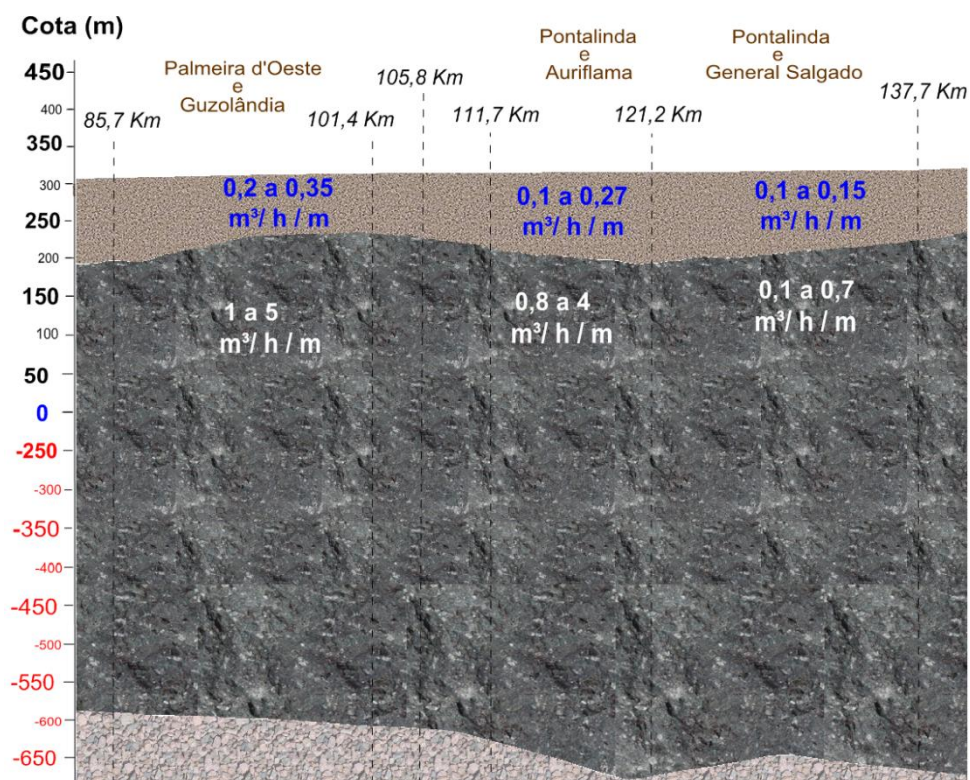 Cota (m)
Palmeira d'Oeste
e
Guzolândia
Pontalinda
e
Auriflama
Pontalinda
e
General Salgado
85,7 Km
101,4 Km
105,8 Km
111,7 Km
121,2 Km
137,7 Km
450
400
350
300
250
200
150
100
50
0
-250
-300
-350
-400
-450
-500
-550
-600
-650
0,2 a 0,35
m³/ h / m
0,1 a 0,27
m³/ h / m
0,1 a 0,15
m³/ h / m
1 a 5
m³/ h / m
0,8 a 4
m³/ h / m
0,1 a 0,7
m³/ h / m